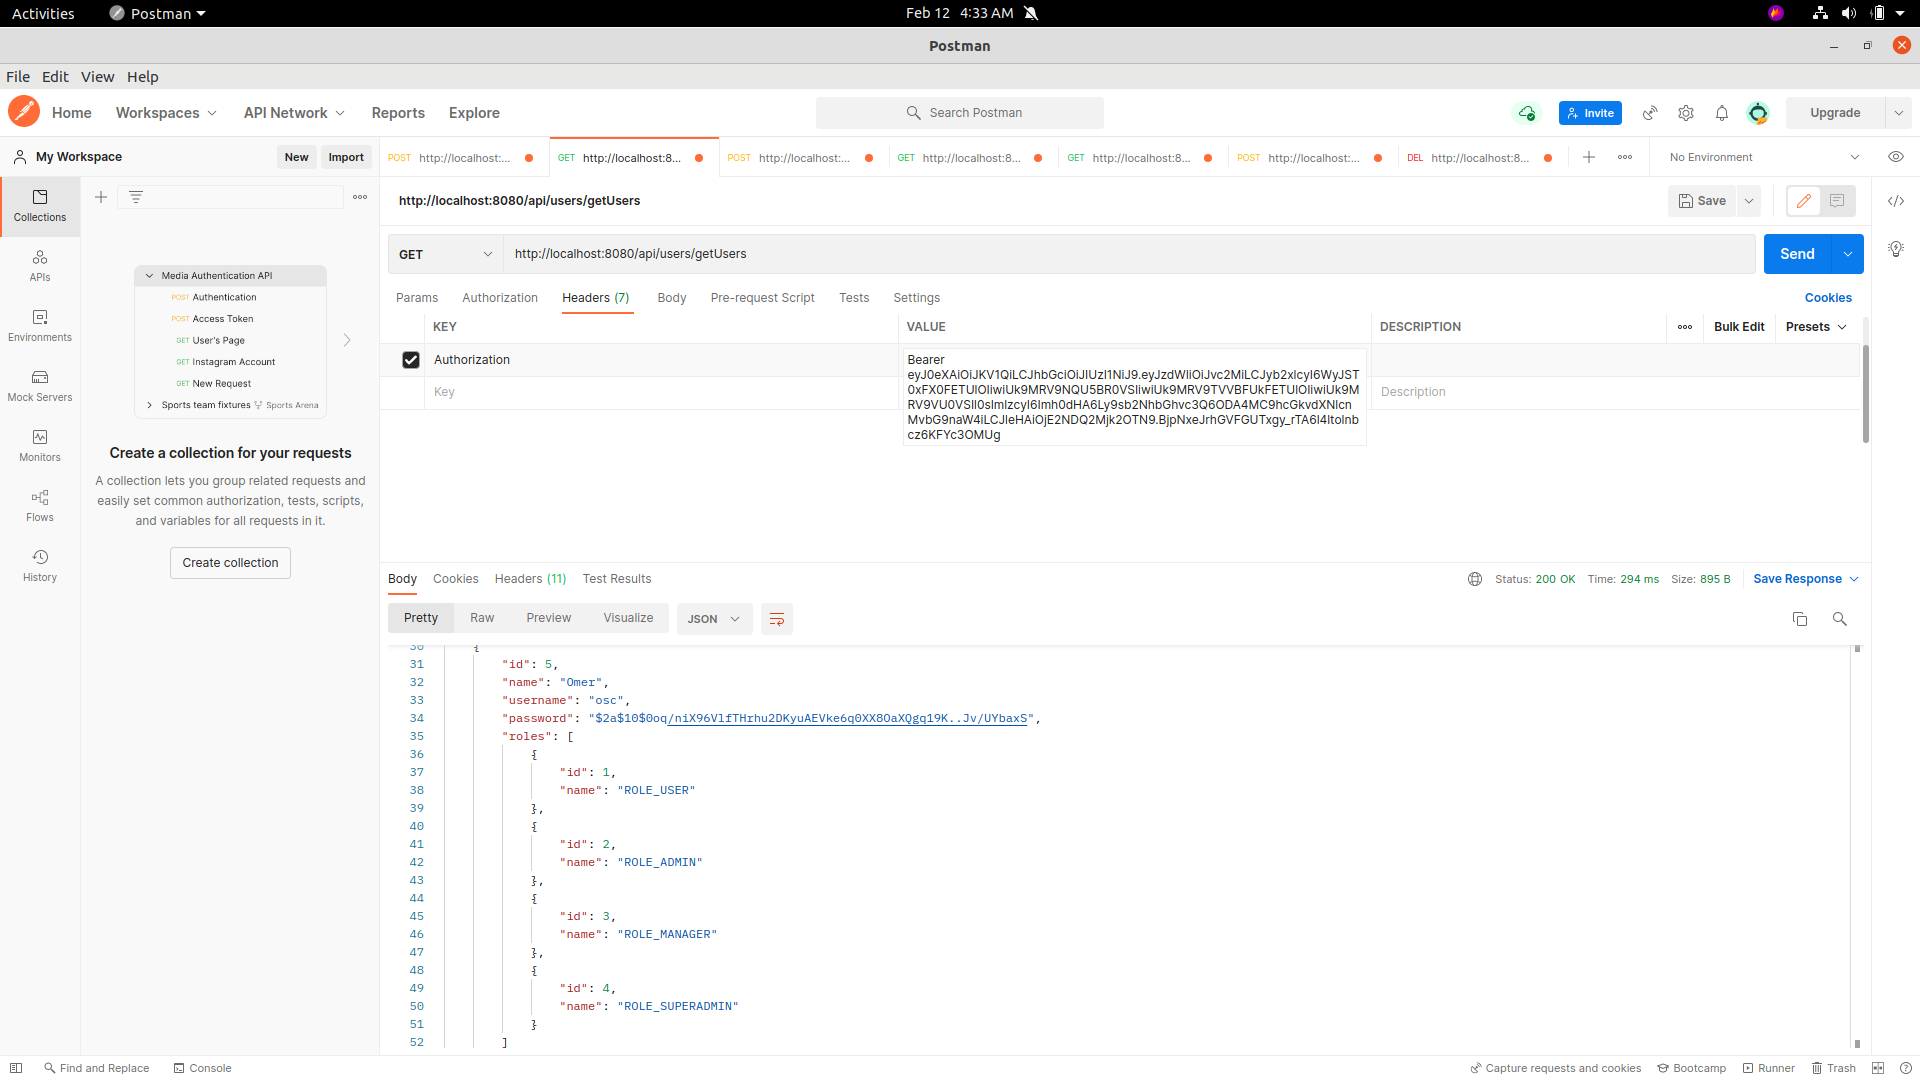 Activities
Postman
Feb 12 4:33 AM
Postman
File Edit View Help
Home Workspaces API Network Reports Explore
Search Postman
Invite
Upgrade
My Workspace
New Import
POST http://localhost:...
GET http://localhost:8...
POST http://localhost:...
GET http://localhost:8...
GET http://localhost:8...
POST http://localhost:...
DEL http://localhost:8...
No Environment
Collections
APIs
Environments
Mock Servers
Monitors
Flows
History
Media Authentication API
POST Authentication
POST Access Token
GET User's Page
GET Instagram Account
GET New Request
Sports team fixtures Sports Arena
Create a collection for your requests
A collection lets you group related requests and
easily set common authorization, tests, scripts,
and variables for all requests in it.
Create collection
http://localhost:8080/api/users/getUsers
Save
GET http://localhost:8080/api/users/getUsers
Send
Params Authorization Headers (7) Body Pre-request Script Tests Settings
Cookies
KEY VALUE DESCRIPTION
Bulk Edit Presets
Authorization
Bearer
Key
Description
Body Cookies Headers (11) Test Results
Status: 200 OK Time: 294 ms Size: 895 B Save Response
Pretty Raw Preview Visualize JSON
30 {
31 "id": 5,
32 "name": "Omer",
33 "username": "osc",
34 "password": "$2a$10$0oq/niX96VlfTHrhu2DKyuAEVke6q0XX8OaXQgq19K..Jv/UYbaxS",
35 "roles": [
36 {
37 "id": 1,
38 "name": "ROLE_USER"
39 },
40 {
41 "id": 2,
42 "name": "ROLE_ADMIN"
43 },
44 {
45 "id": 3,
46 "name": "ROLE_MANAGER"
47 },
48 {
49 "id": 4,
50 "name": "ROLE_SUPERADMIN"
51 }
52 ]
Find and Replace Console
Capture requests and cookies Bootcamp Runner Trash